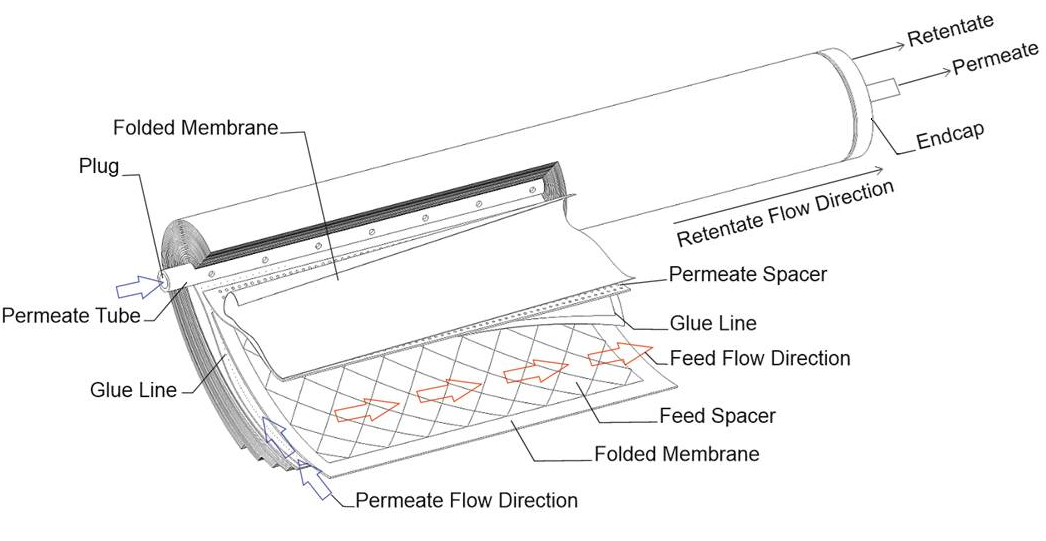 Retentate
Permeate
Folded Membrane
Endcap
Plug
Retentate Flow Direction
Permeate Spacer
Permeate Tube
Glue Line
Feed Flow Direction
Glue Line
Feed Spacer
Folded Membrane
Permeate Flow Direction